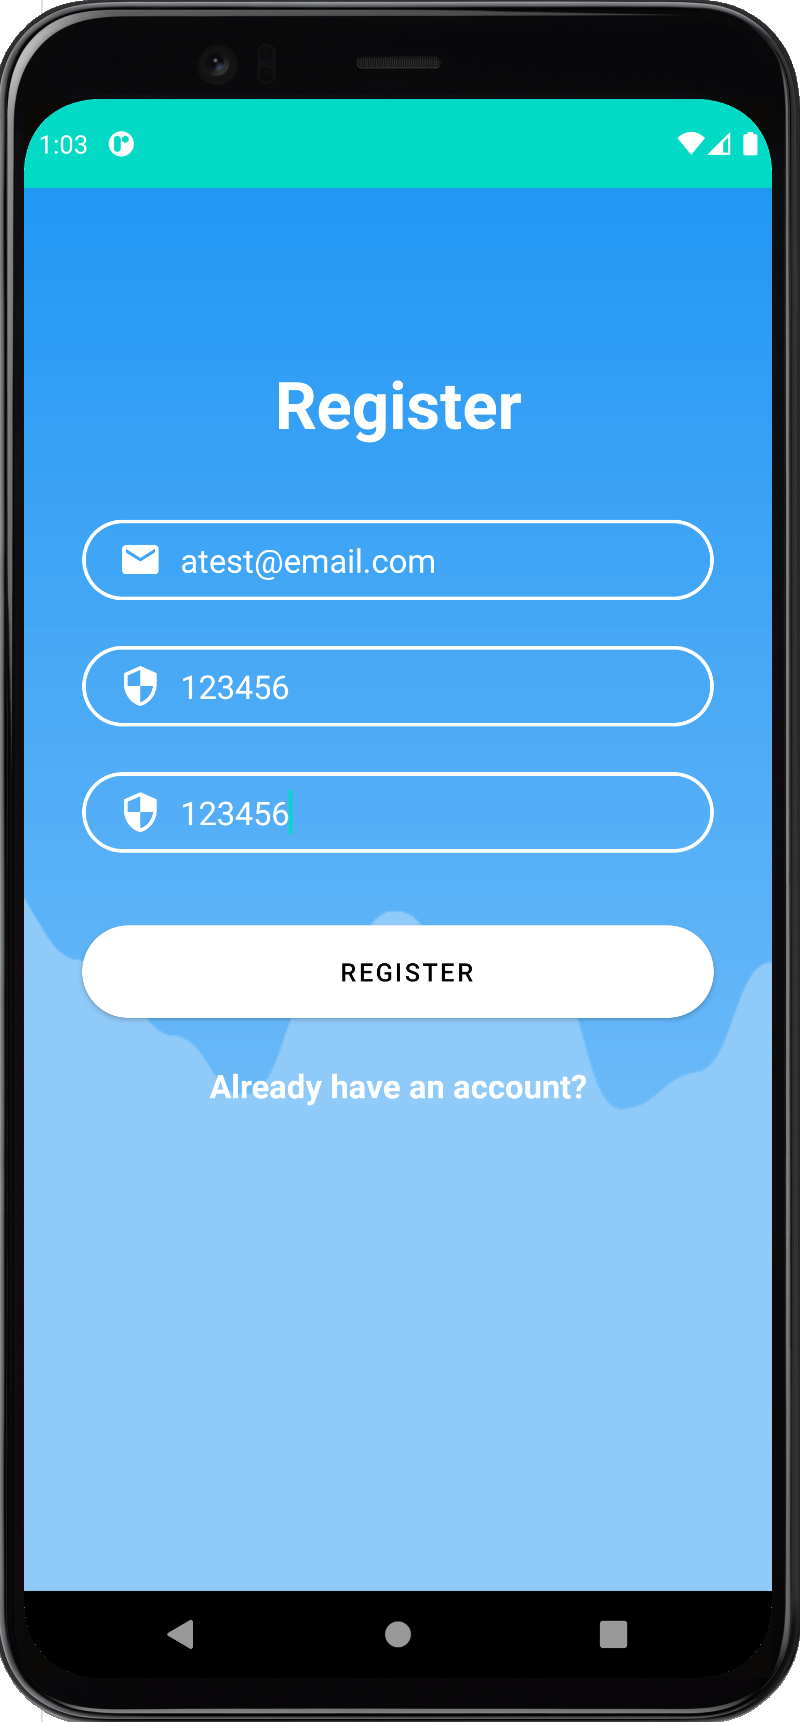 1:03
Register
atest@email.com
123456
123456
REGISTER
Already have an account?